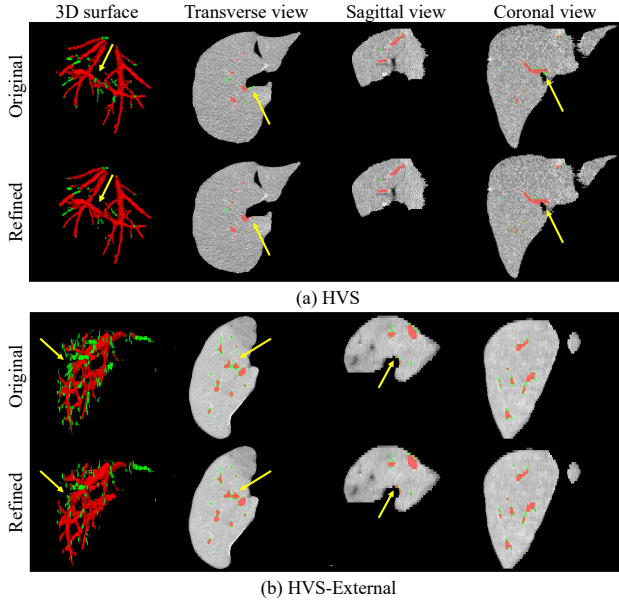 3D surface Transverse view Sagittal view Coronal view
Original
Refined
(a) HVS
Original
Refined
(b) HVS-External